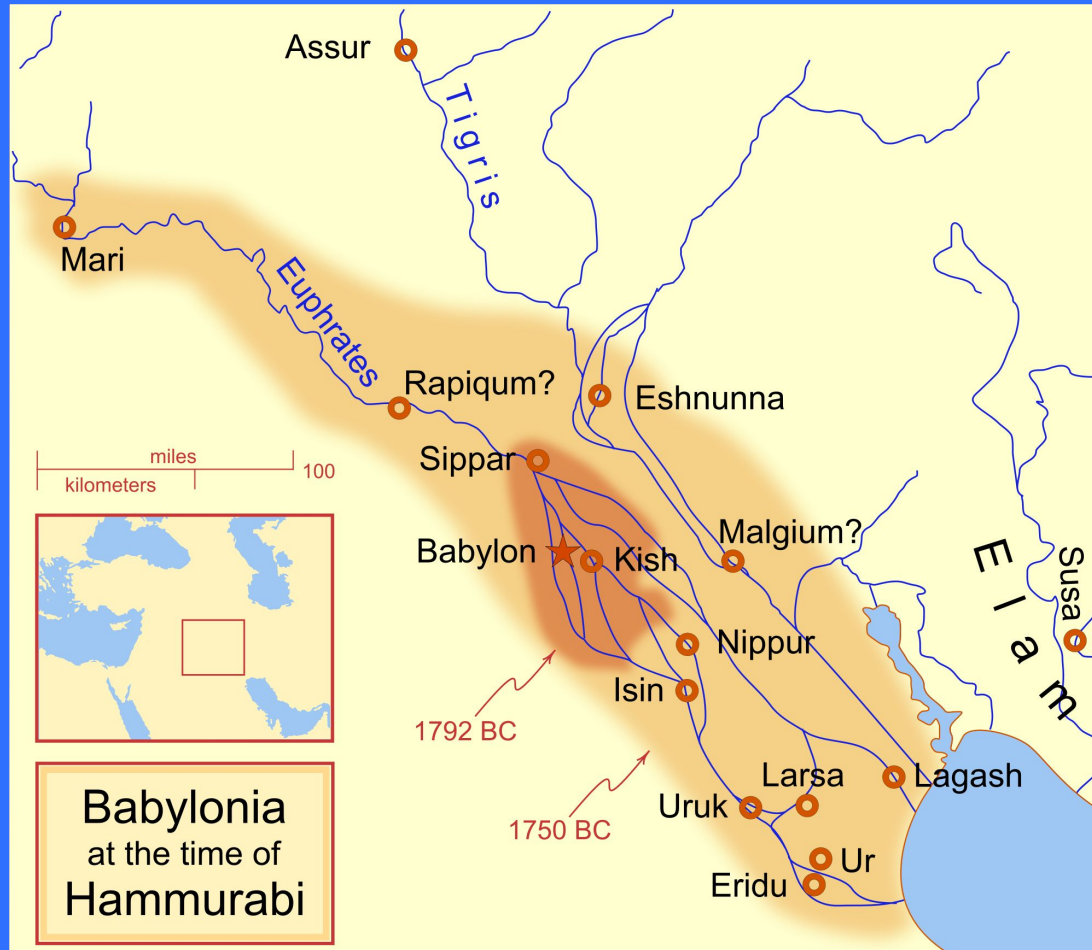 Assur
Tigris
Mari
Euphrates
Rapiqum?
Eshnunna
Sippar
miles
100
kilometers
Malgium?
Babylon
Kish
Elam
Susa
Nippur
Isin
1792 BC
Larsa
Lagash
Uruk
1750 BC
Ur
Eridu
Babylonia
at the time of
Hammurabi